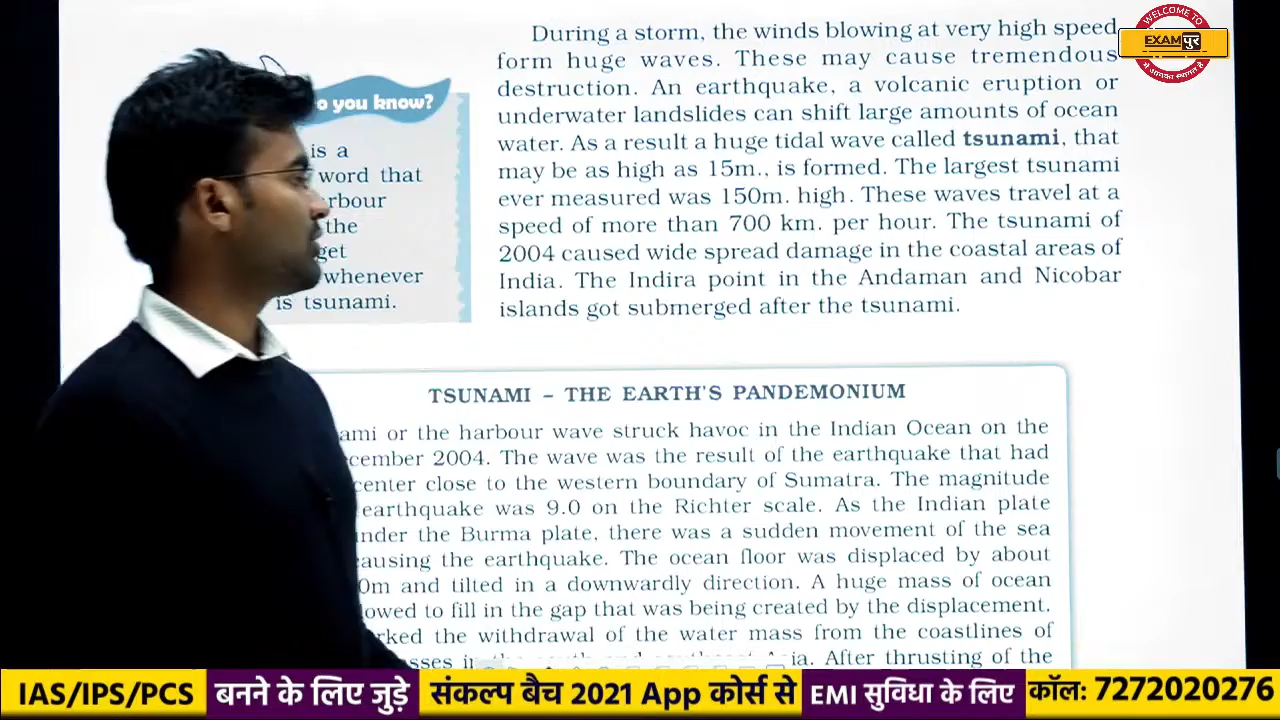 WELCOME TO
EXAMपुर
में आपका स्वागत है
During a storm, the winds blowing at very high speed
form huge waves. These may cause tremendous
destruction. An earthquake, a volcanic eruption or
underwater landslides can shift large amounts of ocean
water. As a result a huge tidal wave called tsunami, that
may be as high as 15m., is formed. The largest tsunami
ever measured was 150m. high. These waves travel at a
speed of more than 700 km. per hour. The tsunami of
2004 caused wide spread damage in the coastal areas of
India. The Indira point in the Andaman and Nicobar
islands got submerged after the tsunami.
o you know?
is a
word that
rbour
the
get
whenever
is tsunami.
TSUNAMI – THE EARTH'S PANDEMONIUM
ami or the harbour wave struck havoc in the Indian Ocean on the
cember 2004. The wave was the result of the earthquake that had
center close to the western boundary of Sumatra. The magnitude
earthquake was 9.0 on the Richter scale. As the Indian plate
nder the Burma plate, there was a sudden movement of the sea
ausing the earthquake. The ocean floor was displaced by about
0m and tilted in a downwardly direction. A huge mass of ocean
lowed to fill in the gap that was being created by the displacement.
rked the withdrawal of the water mass from the coastlines of
sses in ia. After thrusting of the
IAS/IPS/PCS बनने के लिए जुड़े संकल्प बैच 2021 App कोर्स से EMI सुविधा के लिए कॉल: 7272020276